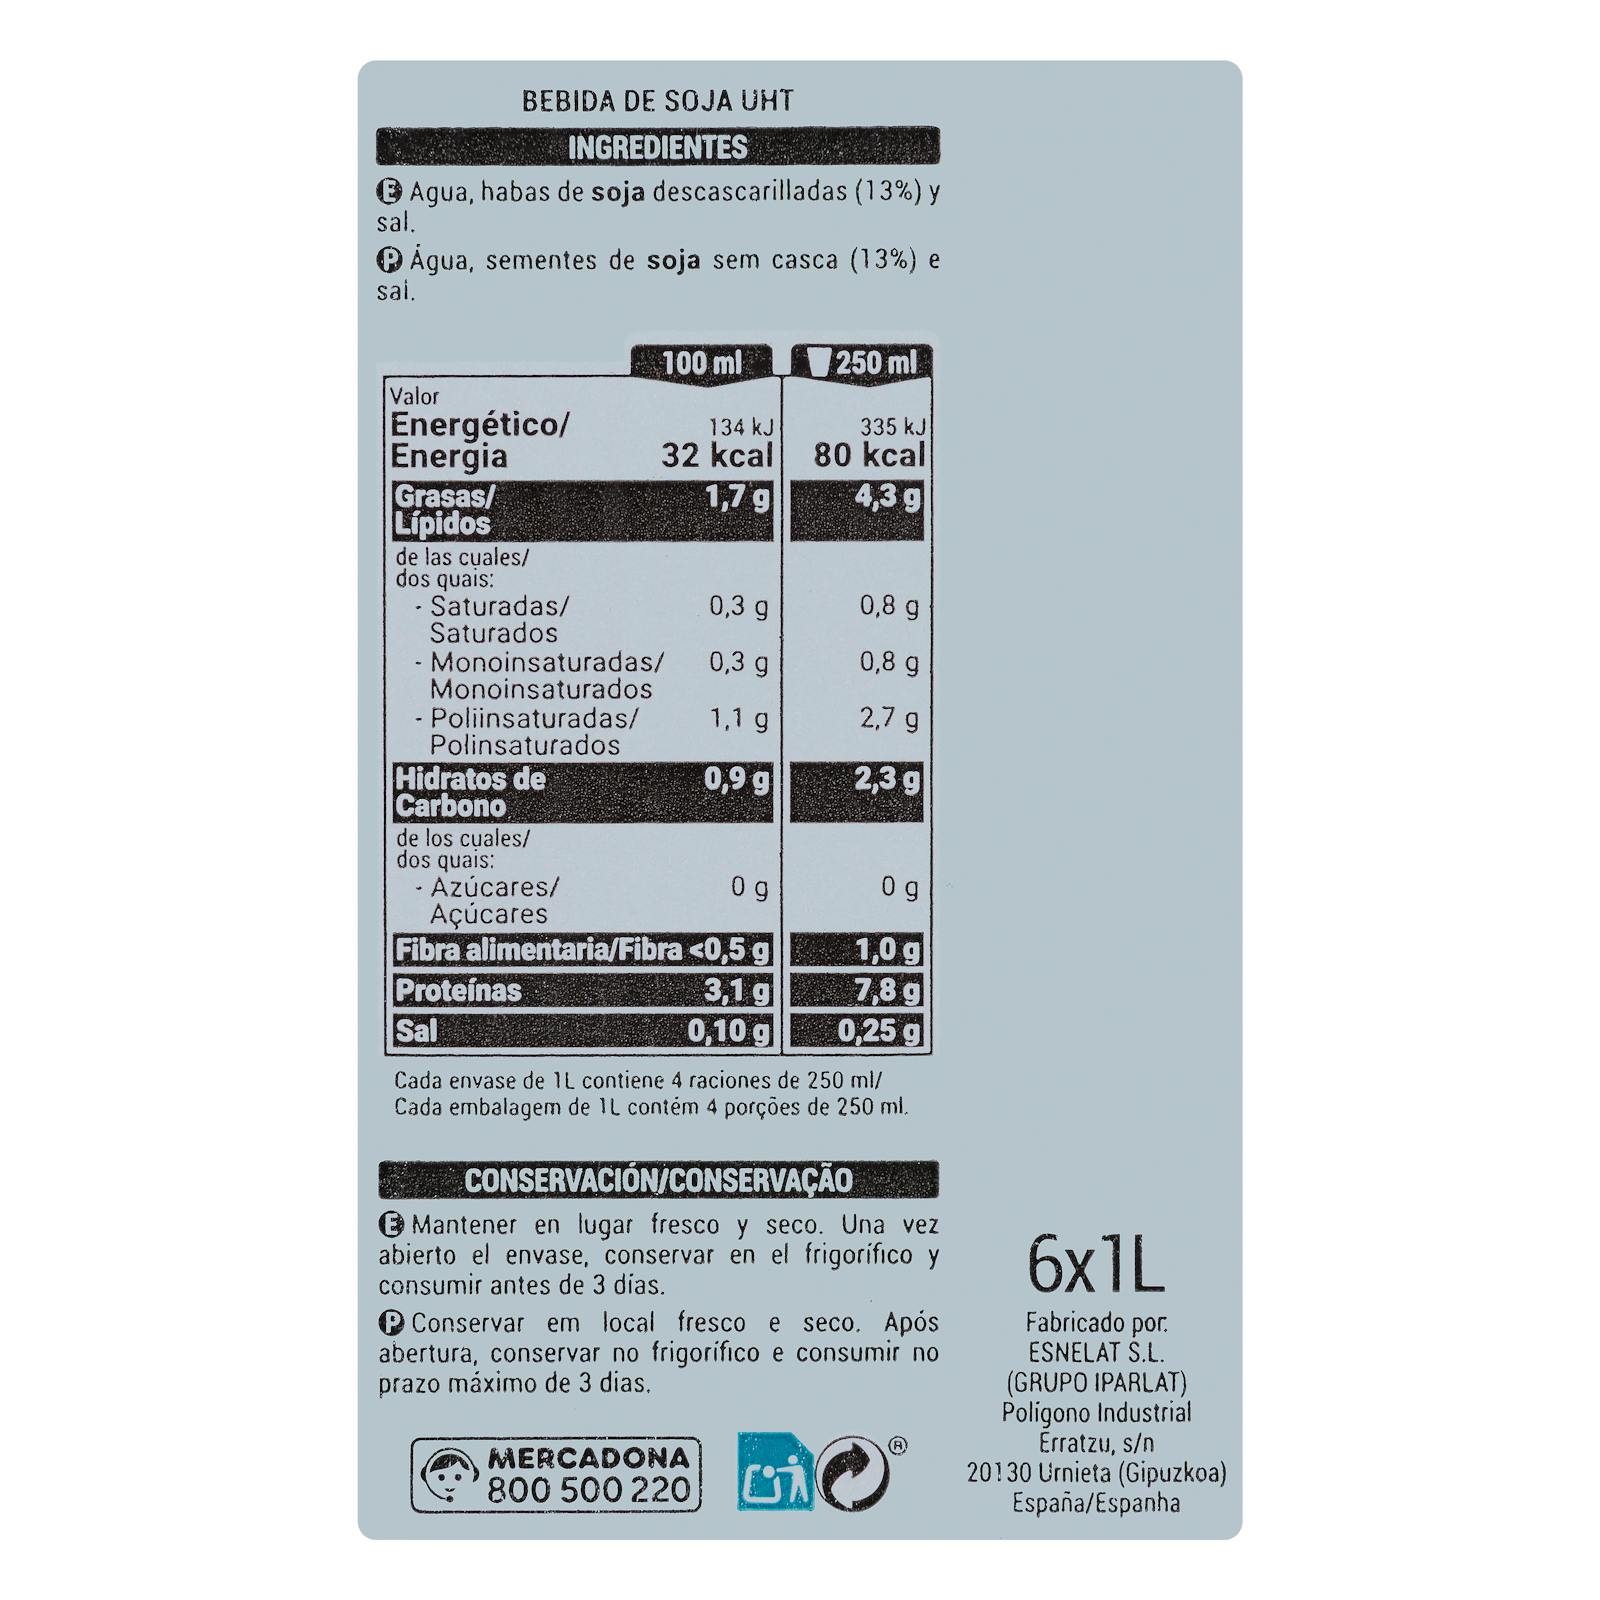 BEBIDA DE SOJA UHT
INGREDIENTES
E Agua, habas de soja descascarilladas (13%) y
sal.
P Água, sementes de soja sem casca (13%) e
sal.
100 ml 250 ml
Valor
Energético/ 134 kJ 335 kJ
Energia 32 kcal 80 kcal
Grasas/ 1,7 g 4,3 g
Lípidos
de las cuales/
dos quais:
- Saturadas/ 0,3 g 0,8 g
Saturados
- Monoinsaturadas/ 0,3 g 0,8 g
Monoinsaturados
- Poliinsaturadas/ 1,1 g 2,7 g
Polinsaturados
Hidratos de 0,9 g 2,3 g
Carbono
de los cuales/
dos quais:
- Azúcares/ 0 g 0 g
Açúcares
Fibra alimentaria/Fibra <0,5 g 1,0 g
Proteínas 3,1 g 7,8 g
Sal 0,10 g 0,25 g
Cada envase de 1L contiene 4 raciones de 250 ml/
Cada embalagem de 1L contém 4 porções de 250 ml.
CONSERVACIÓN/CONSERVAÇÃO
E Mantener en lugar fresco y seco. Una vez
abierto el envase, conservar en el frigorífico y
consumir antes de 3 días.
P Conservar em local fresco e seco. Após
abertura, conservar no frigorífico e consumir no
prazo máximo de 3 dias.
MERCADONA
800 500 220
®
6x1L
Fabricado por:
ESNELAT S.L.
(GRUPO IPARLAT)
Polígono Industrial
Erratzu, s/n
20130 Urnieta (Gipuzkoa)
España/Espanha